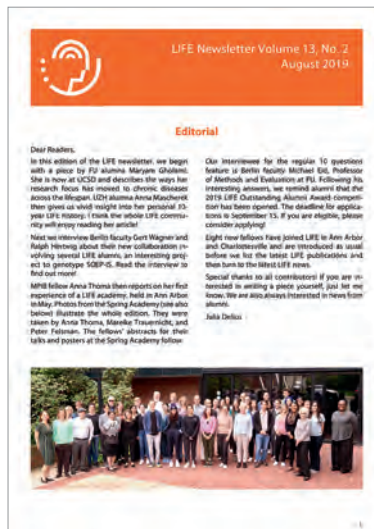 LIFE Newsletter Volume 13, No. 2
August 2019
Editorial
Dear Readers,
In this edition of the LIFE newsletter, we begin
with a piece by FU alumna Maryam Gholami.
She is now at UCSD and describes the ways her
research focus has moved to chronic diseases
across the lifespan. UZH alumna Anna Mascherek
then gives us vivid insight into her personal 10-
year LIFE history. I think the whole LIFE commu-
nity will enjoy reading her article!
Next we interview Berlin faculty Gert Wagner and
Ralph Hertwig about their new collaboration in-
volving several LIFE alumni, an interesting proj-
ect to genotype SOEP-IS. Read the interview to
find out more!
MPIB fellow Anna Thoma then reports on her first
experience of a LIFE academy, held in Ann Arbor
in May. Photos from the Spring Academy (see also
below) illustrate the whole edition. They were
taken by Anna Thoma, Mareike Trauernicht, and
Peter Felsman. The fellows' abstracts for their
talks and posters at the Spring Academy follow.
Our interviewee for the regular 10 questions
feature is Berlin faculty Michael Eid, Professor
of Methods and Evaluation at FU. Following his
interesting answers, we remind alumni that the
2019 LIFE Outstanding Alumni Award competi-
tion has been opened. The deadline for applica-
tions is September 15. If you are eligible, please
consider applying!
Eight new fellows have joined LIFE in Ann Arbor
and Charlottesville and are introduced as usual
before we list the latest LIFE publications and
then turn to the latest LIFE news.
Special thanks to all contributors! If you are in-
terested in writing a piece yourself, just let me
know. We are also always interested in news from
alumni.
Julia Delius